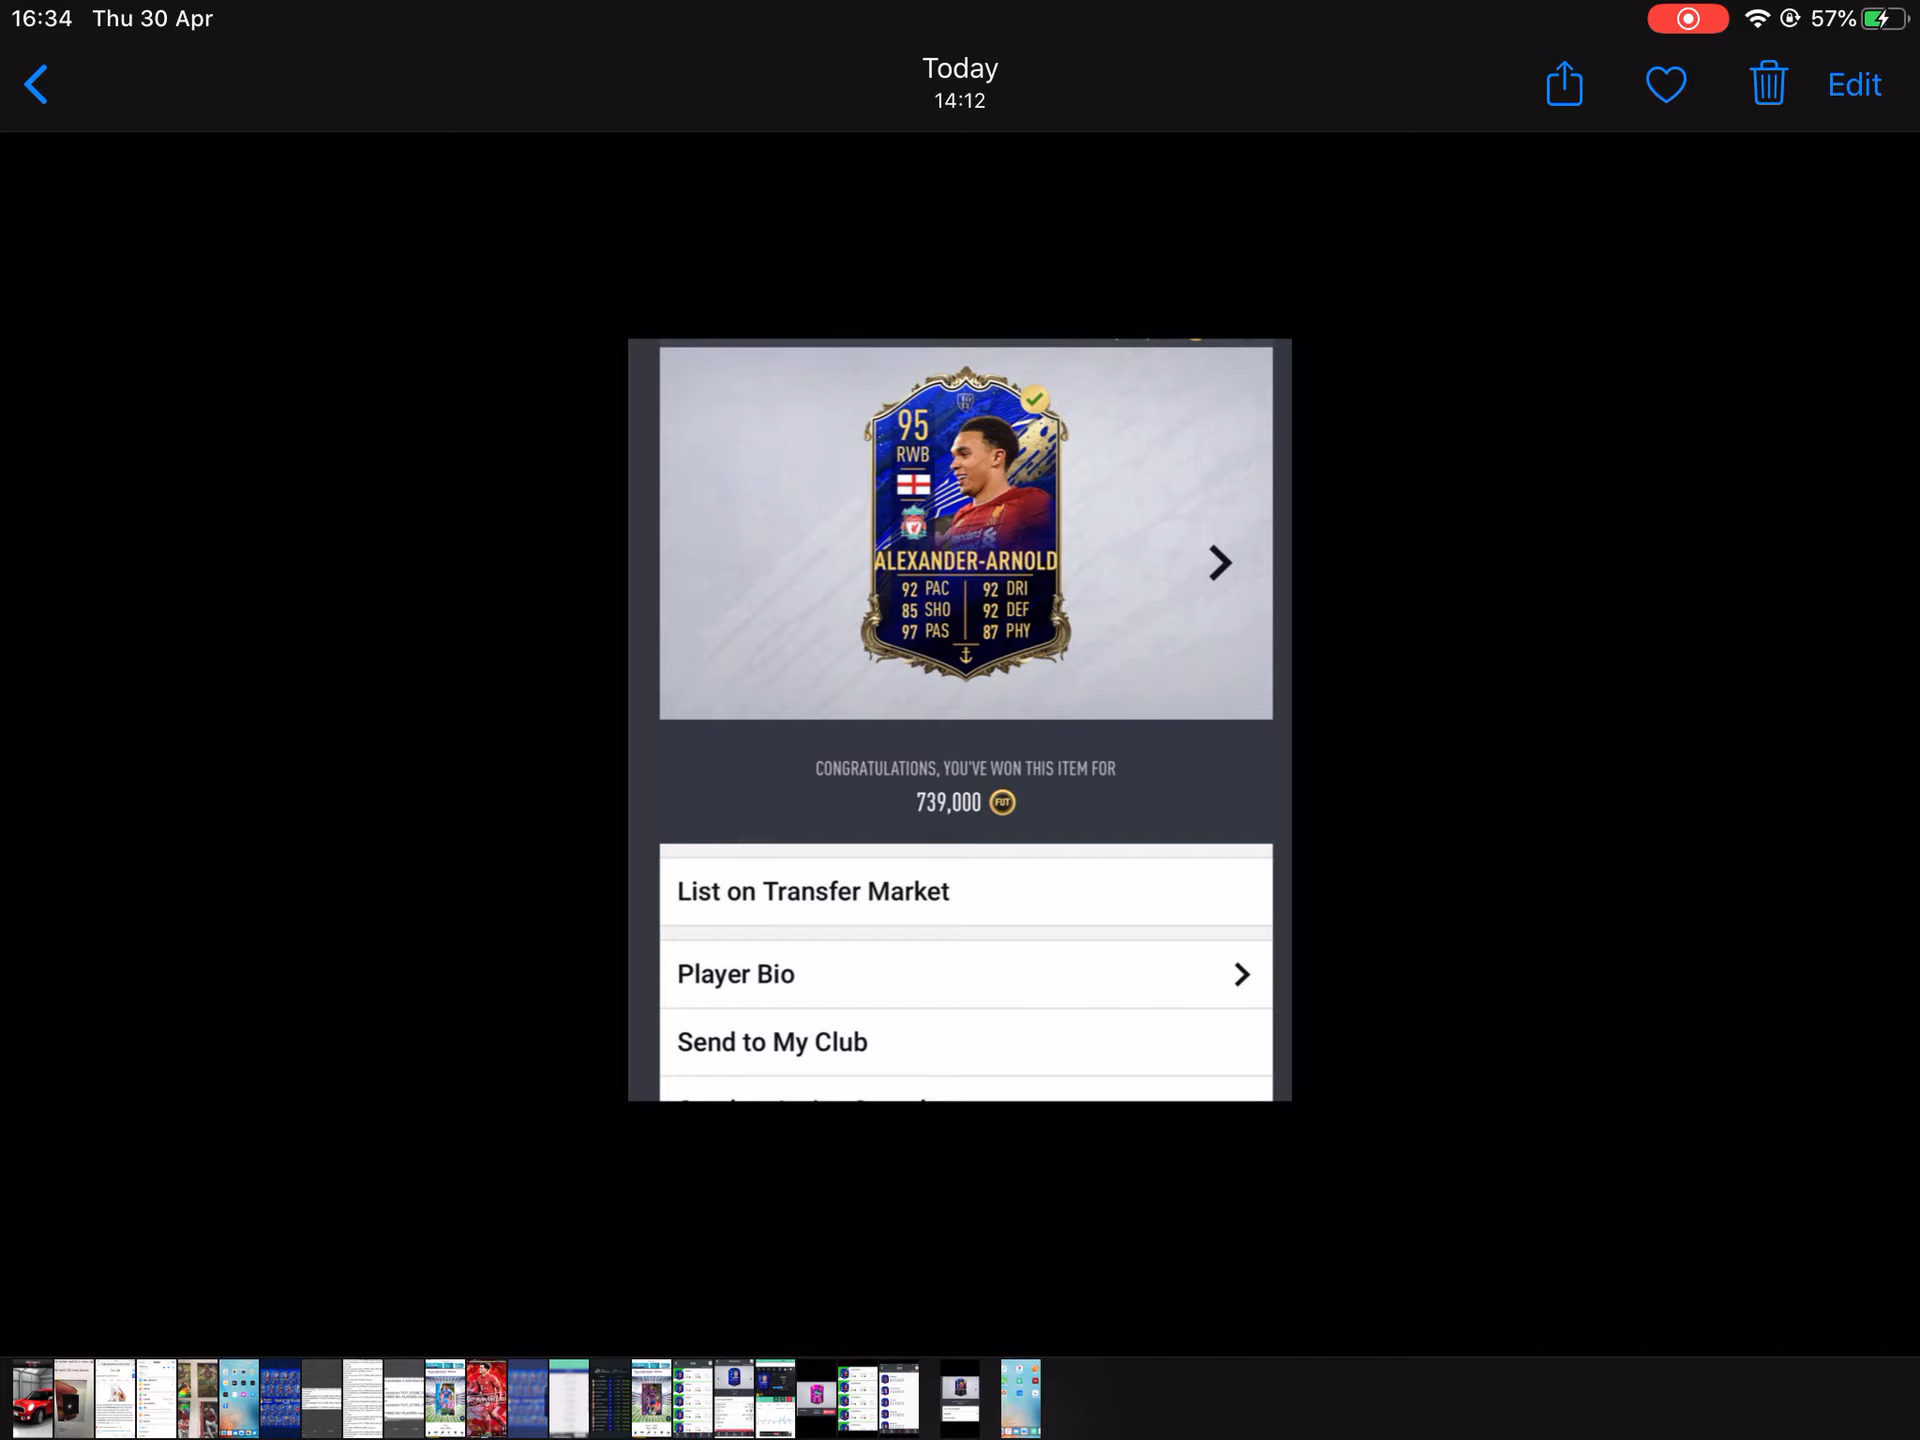 16:34 Thu 30 Apr
57%
Today
14:12
Edit
95
RWB
ALEXANDER-ARNOLD
92 PAC 92 DRI
85 SHO 92 DEF
97 PAS 87 PHY
CONGRATULATIONS, YOU'VE WON THIS ITEM FOR
739,000 FUT
List on Transfer Market
Player Bio
Send to My Club